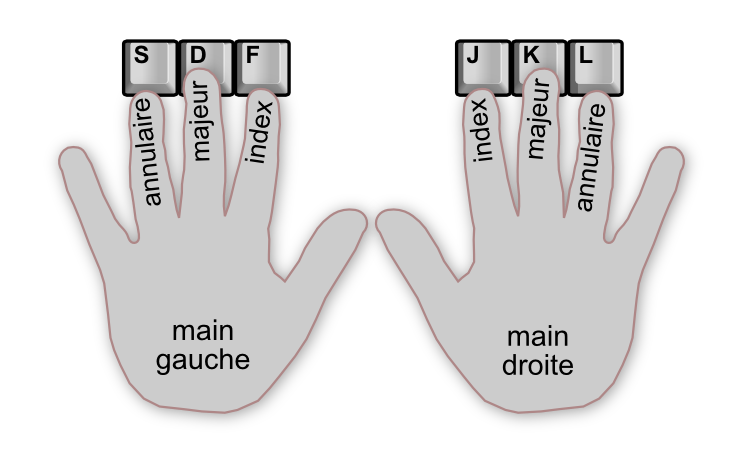 S D F
J K L
annulaire
majeur
index
index
majeur
annulaire
main
gauche
main
droite